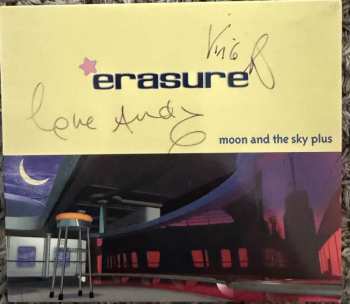 Vince
erasure
Love Andy
moon and the sky plus